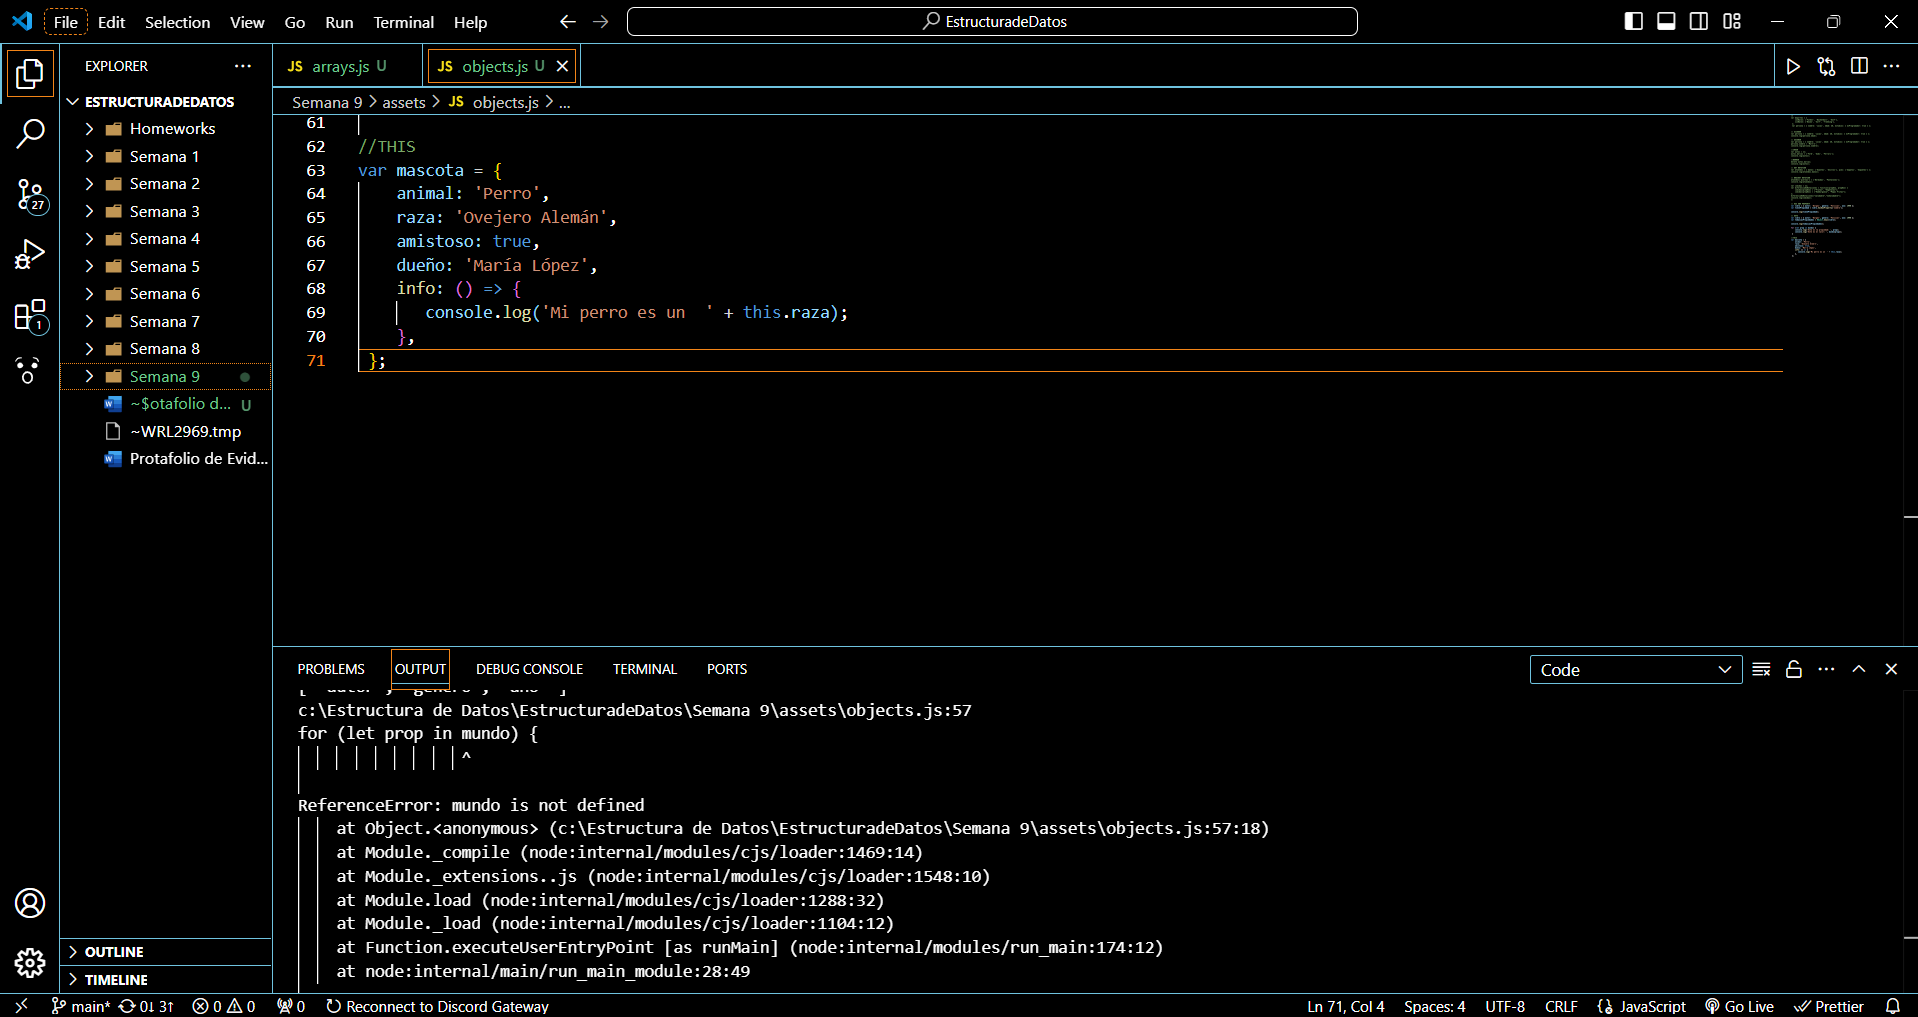 File Edit Selection View Go Run Terminal Help
EstructuradeDatos
EXPLORER
ESTRUCTURADEDATOS
Homeworks
Semana 1
Semana 2
Semana 3
Semana 4
Semana 5
Semana 6
Semana 7
Semana 8
Semana 9
~$otafolio d... U
~WRL2969.tmp
Protafolio de Evid...
OUTLINE
TIMELINE
27
1
JS arrays.js U
JS objects.js U
Semana 9 > assets > JS objects.js > ...
61
62 //THIS
63 var mascota = {
64 animal: 'Perro',
65 raza: 'Ovejero Alemán',
66 amistoso: true,
67 dueño: 'María López',
68 info: () => {
69 console.log('Mi perro es un  ' + this.raza);
70 },
71 };
PROBLEMS OUTPUT DEBUG CONSOLE TERMINAL PORTS
Code
c:\Estructura de Datos\EstructuradeDatos\Semana 9\assets\objects.js:57
for (let prop in mundo) {
^
ReferenceError: mundo is not defined
at Object.<anonymous> (c:\Estructura de Datos\EstructuradeDatos\Semana 9\assets\objects.js:57:18)
at Module._compile (node:internal/modules/cjs/loader:1469:14)
at Module._extensions..js (node:internal/modules/cjs/loader:1548:10)
at Module.load (node:internal/modules/cjs/loader:1288:32)
at Module._load (node:internal/modules/cjs/loader:1104:12)
at Function.executeUserEntryPoint [as runMain] (node:internal/modules/run_main:174:12)
at node:internal/main/run_main_module:28:49
main* 0↓ 3↑ 0 0 0 Reconnect to Discord Gateway
Ln 71, Col 4 Spaces: 4 UTF-8 CRLF {} JavaScript Go Live Prettier